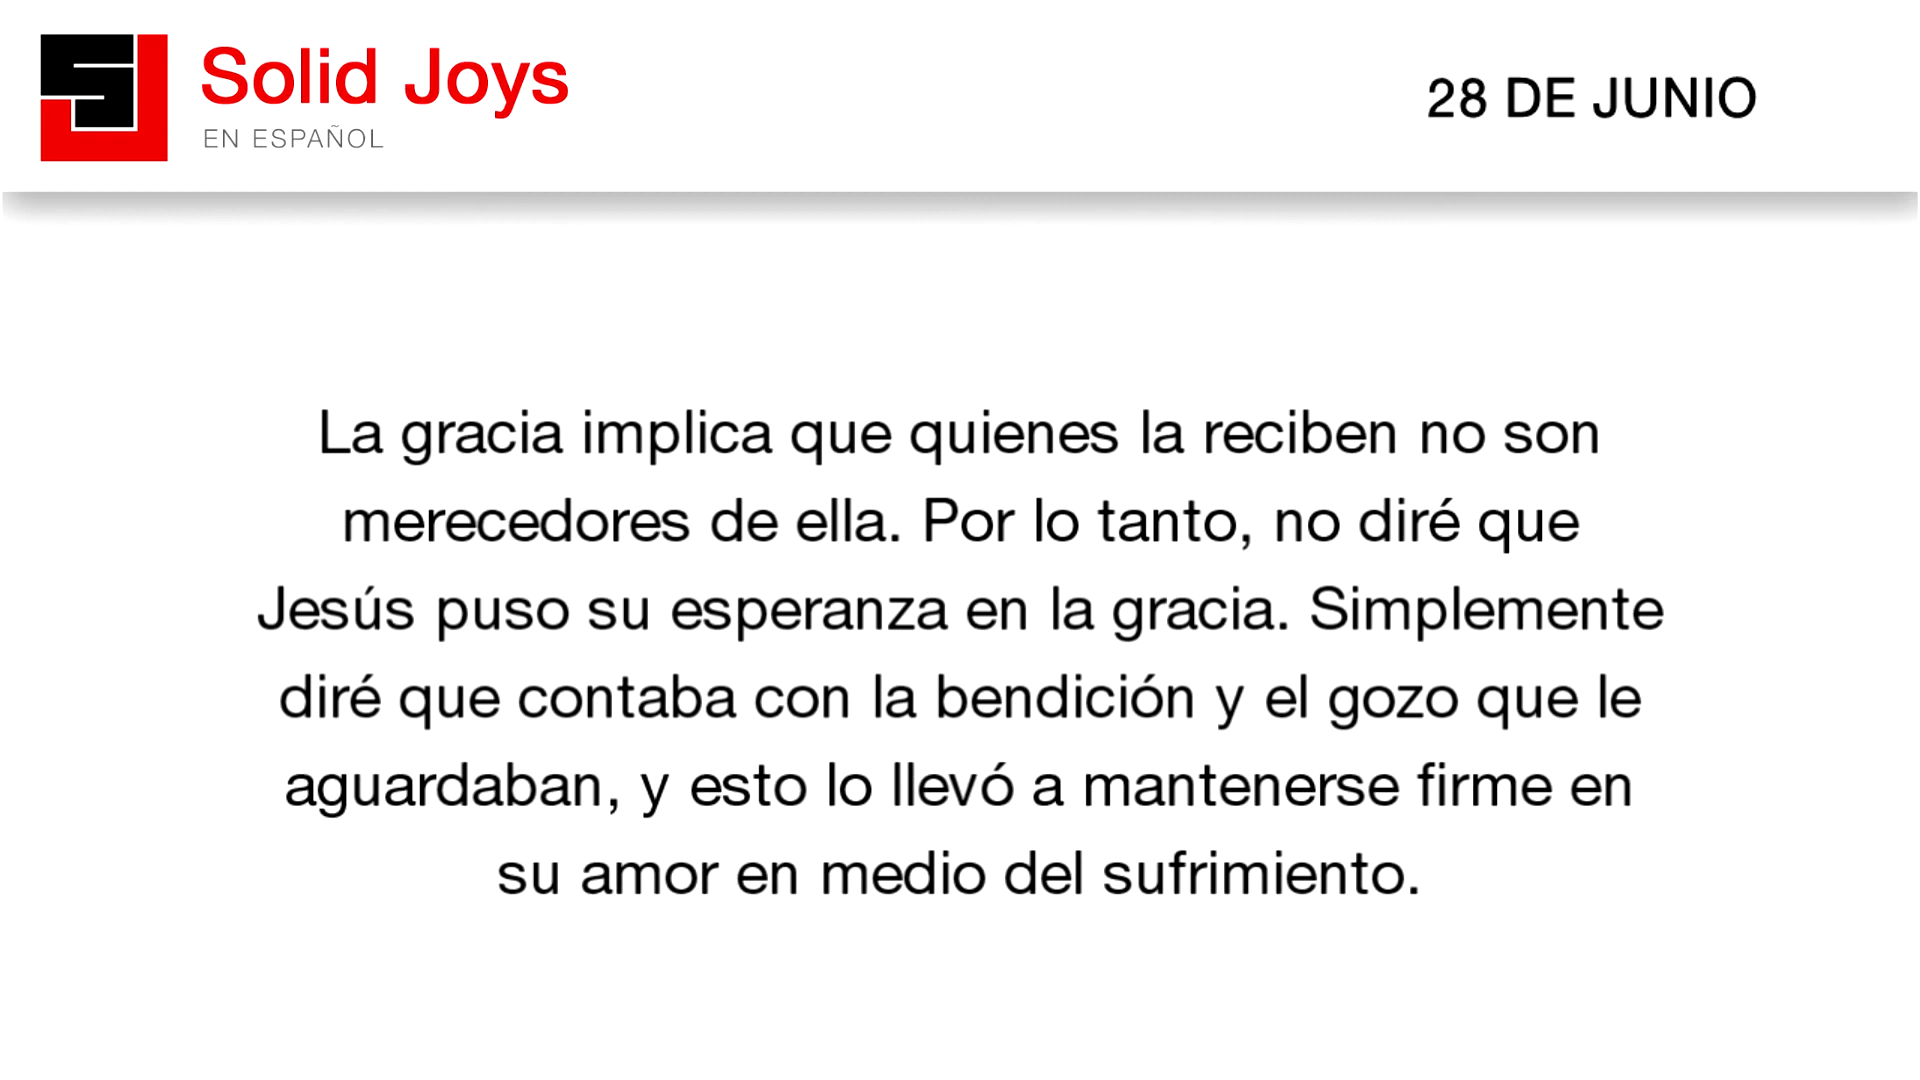 Solid Joys
EN ESPAÑOL
28 DE JUNIO
La gracia implica que quienes la reciben no son
merecedores de ella. Por lo tanto, no diré que
Jesús puso su esperanza en la gracia. Simplemente
diré que contaba con la bendición y el gozo que le
aguardaban, y esto lo llevó a mantenerse firme en
su amor en medio del sufrimiento.